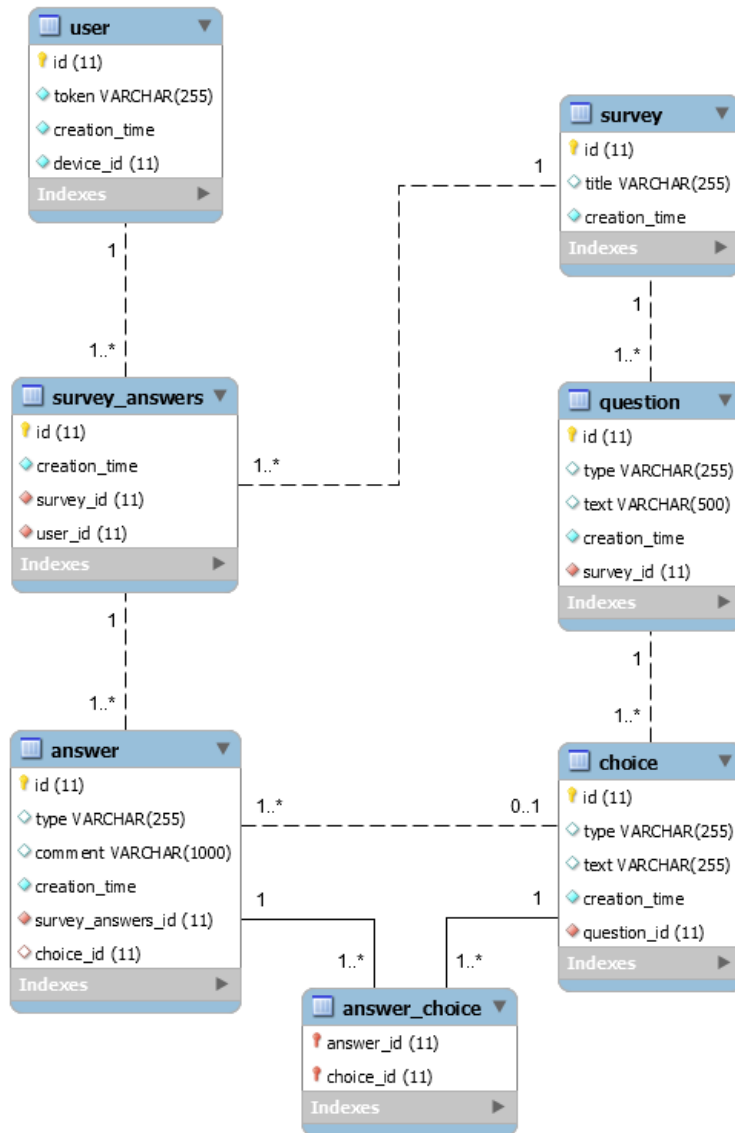 user
id (11)
token VARCHAR(255)
creation_time
device_id (11)
Indexes
survey
id (11)
title VARCHAR(255)
creation_time
Indexes
1
1
1..*
1
1..*
survey_answers
id (11)
creation_time
survey_id (11)
user_id (11)
Indexes
1..*
question
id (11)
type VARCHAR(255)
text VARCHAR(500)
creation_time
survey_id (11)
Indexes
1
1..*
1
1..*
answer
id (11)
type VARCHAR(255)
comment VARCHAR(1000)
creation_time
survey_answers_id (11)
choice_id (11)
Indexes
1..*
0..1
choice
id (11)
type VARCHAR(255)
text VARCHAR(255)
creation_time
question_id (11)
Indexes
1
1
1..*
1..*
answer_choice
answer_id (11)
choice_id (11)
Indexes